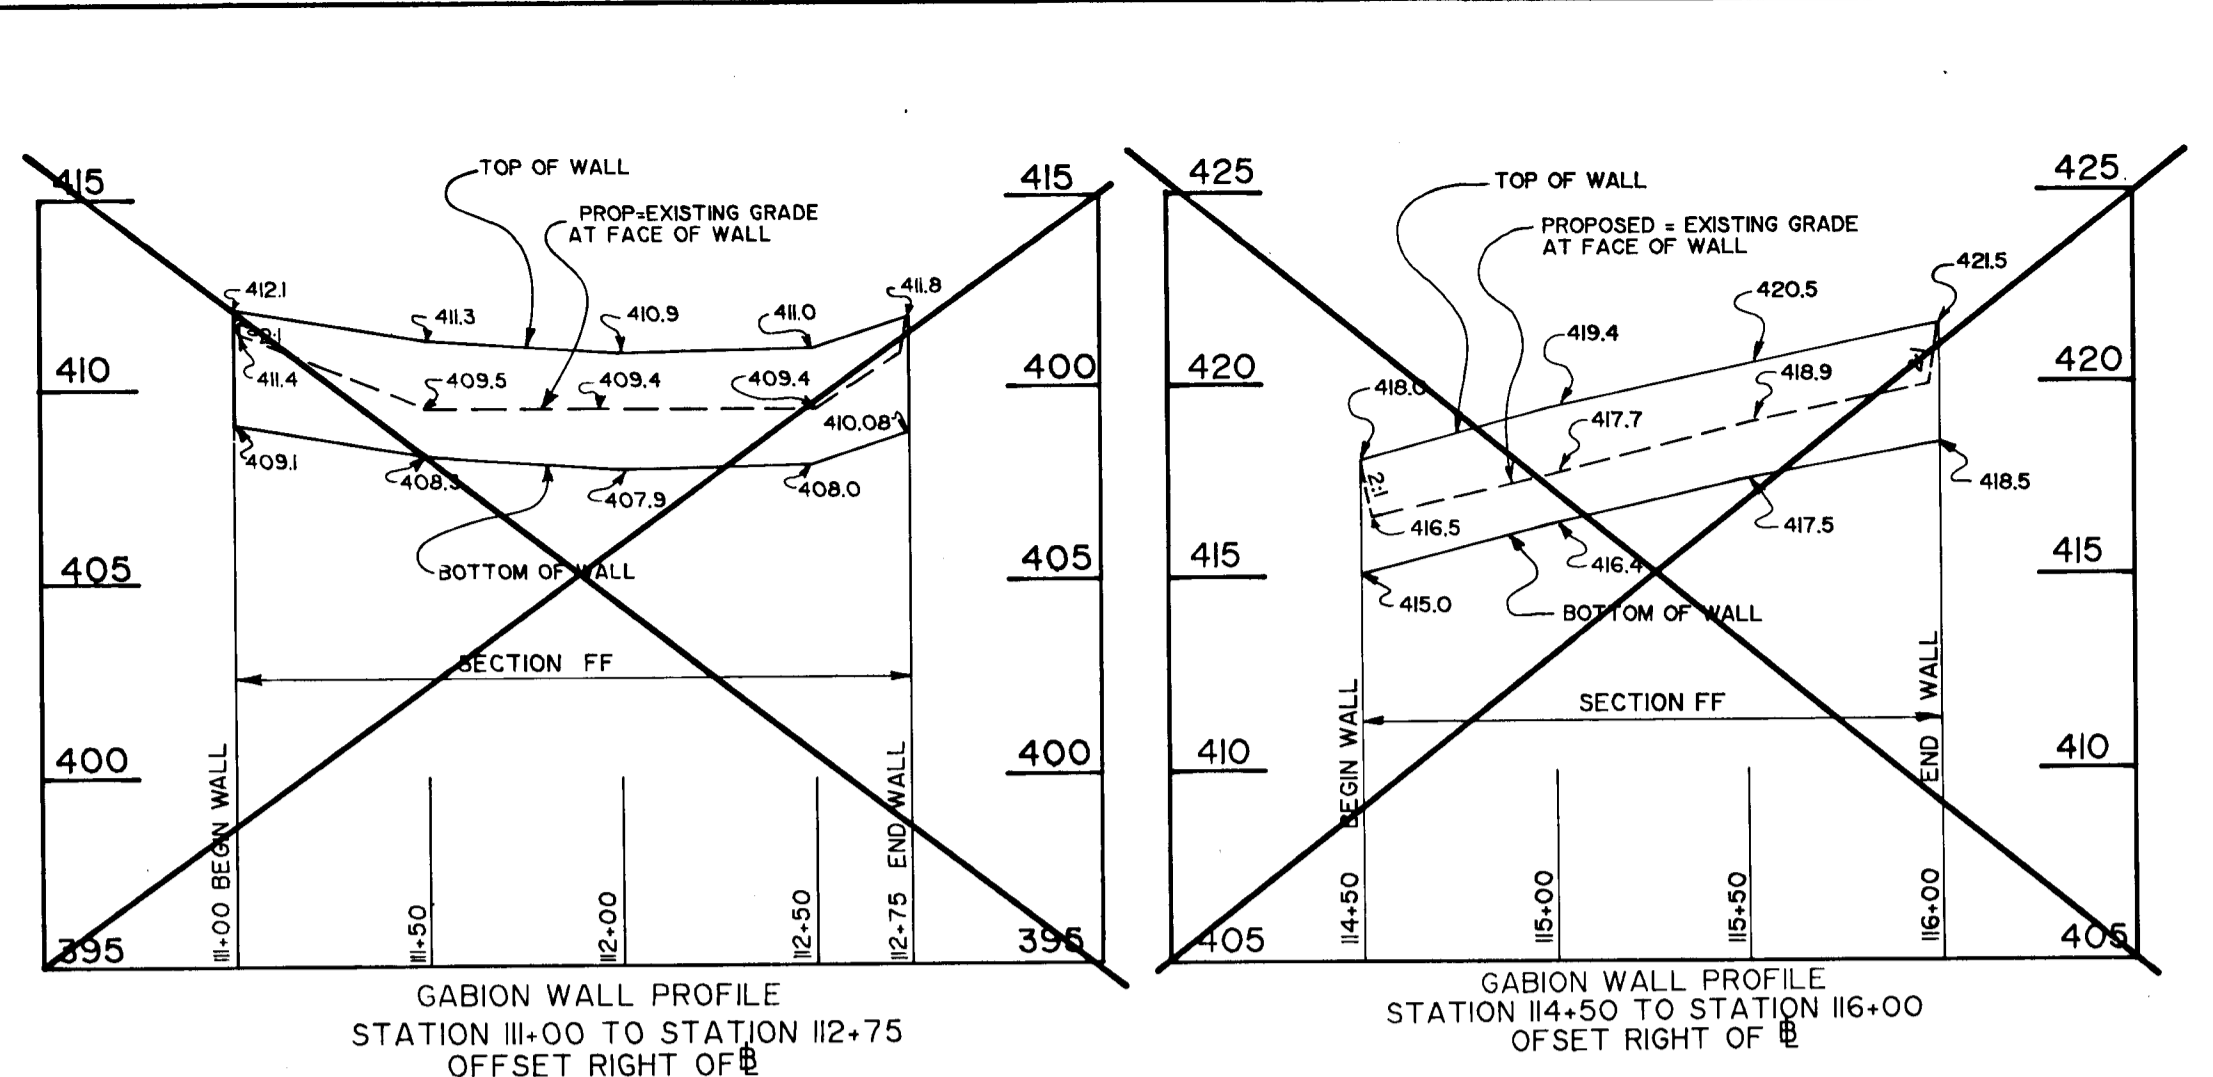 415
410
405
400
395
TOP OF WALL
PROP=EXISTING GRADE
AT FACE OF WALL
412.1
411.3
410.9
411.0
411.8
2:1
411.4
409.5
409.4
409.4
410.08
409.1
407.9
408.0
BOTTOM OF WALL
SECTION FF
111+00 BEGIN WALL
111+50
112+00
112+50
112+75 END WALL
415
400
405
400
395
GABION WALL PROFILE
STATION 111+00 TO STATION 112+75
OFFSET RIGHT OF BL
425
420
415
410
405
TOP OF WALL
PROPOSED = EXISTING GRADE
AT FACE OF WALL
418.0
419.4
420.5
421.5
417.7
418.9
2:1
416.5
415.0
416.4
417.5
418.5
BOTTOM OF WALL
SECTION FF
114+50 BEGIN WALL
115+00
115+50
116+00 END WALL
425
420
415
410
405
GABION WALL PROFILE
STATION 114+50 TO STATION 116+00
OFSET RIGHT OF BL